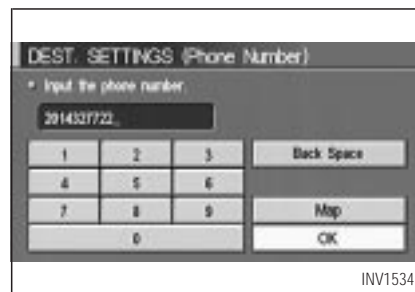 DEST. SETTINGS (Phone Number)
Input the phone number.
2014327722_
1 2 3 Back Space
4 5 6
7 8 9 Map
0 OK
INV1534